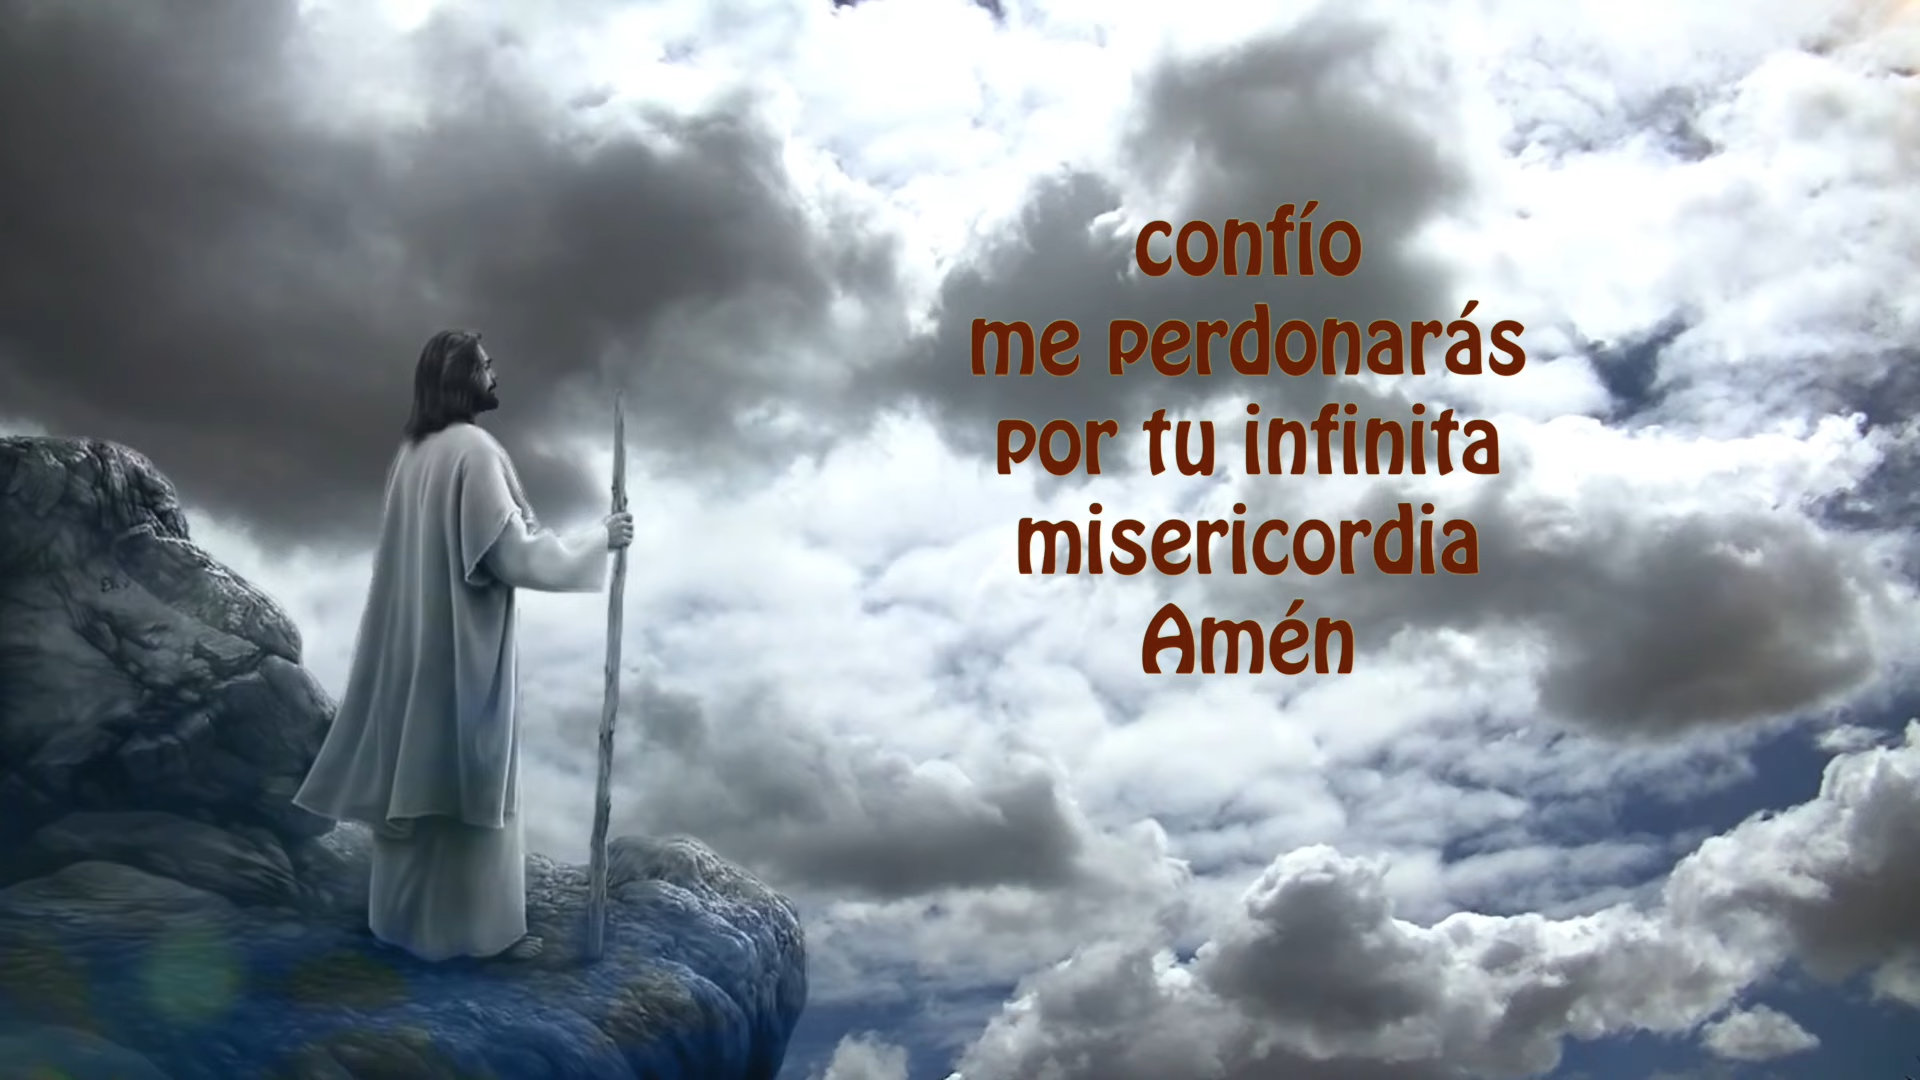 confío
me perdonarás
por tu infinita
misericordia
Amén